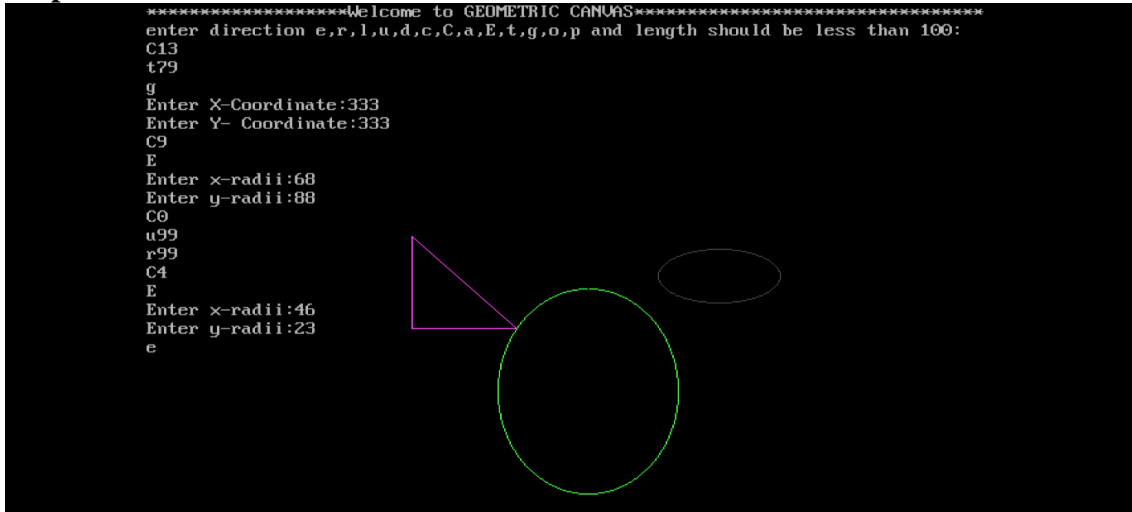 *******************Welcome to GEOMETRIC CANVAS*********************************
enter direction e,r,l,u,d,c,C,a,E,t,g,o,p and length should be less than 100:
C13
t79
g
Enter X-Coordinate:333
Enter Y- Coordinate:333
C9
E
Enter x-radii:68
Enter y-radii:88
C0
u99
r99
C4
E
Enter x-radii:46
Enter y-radii:23
e